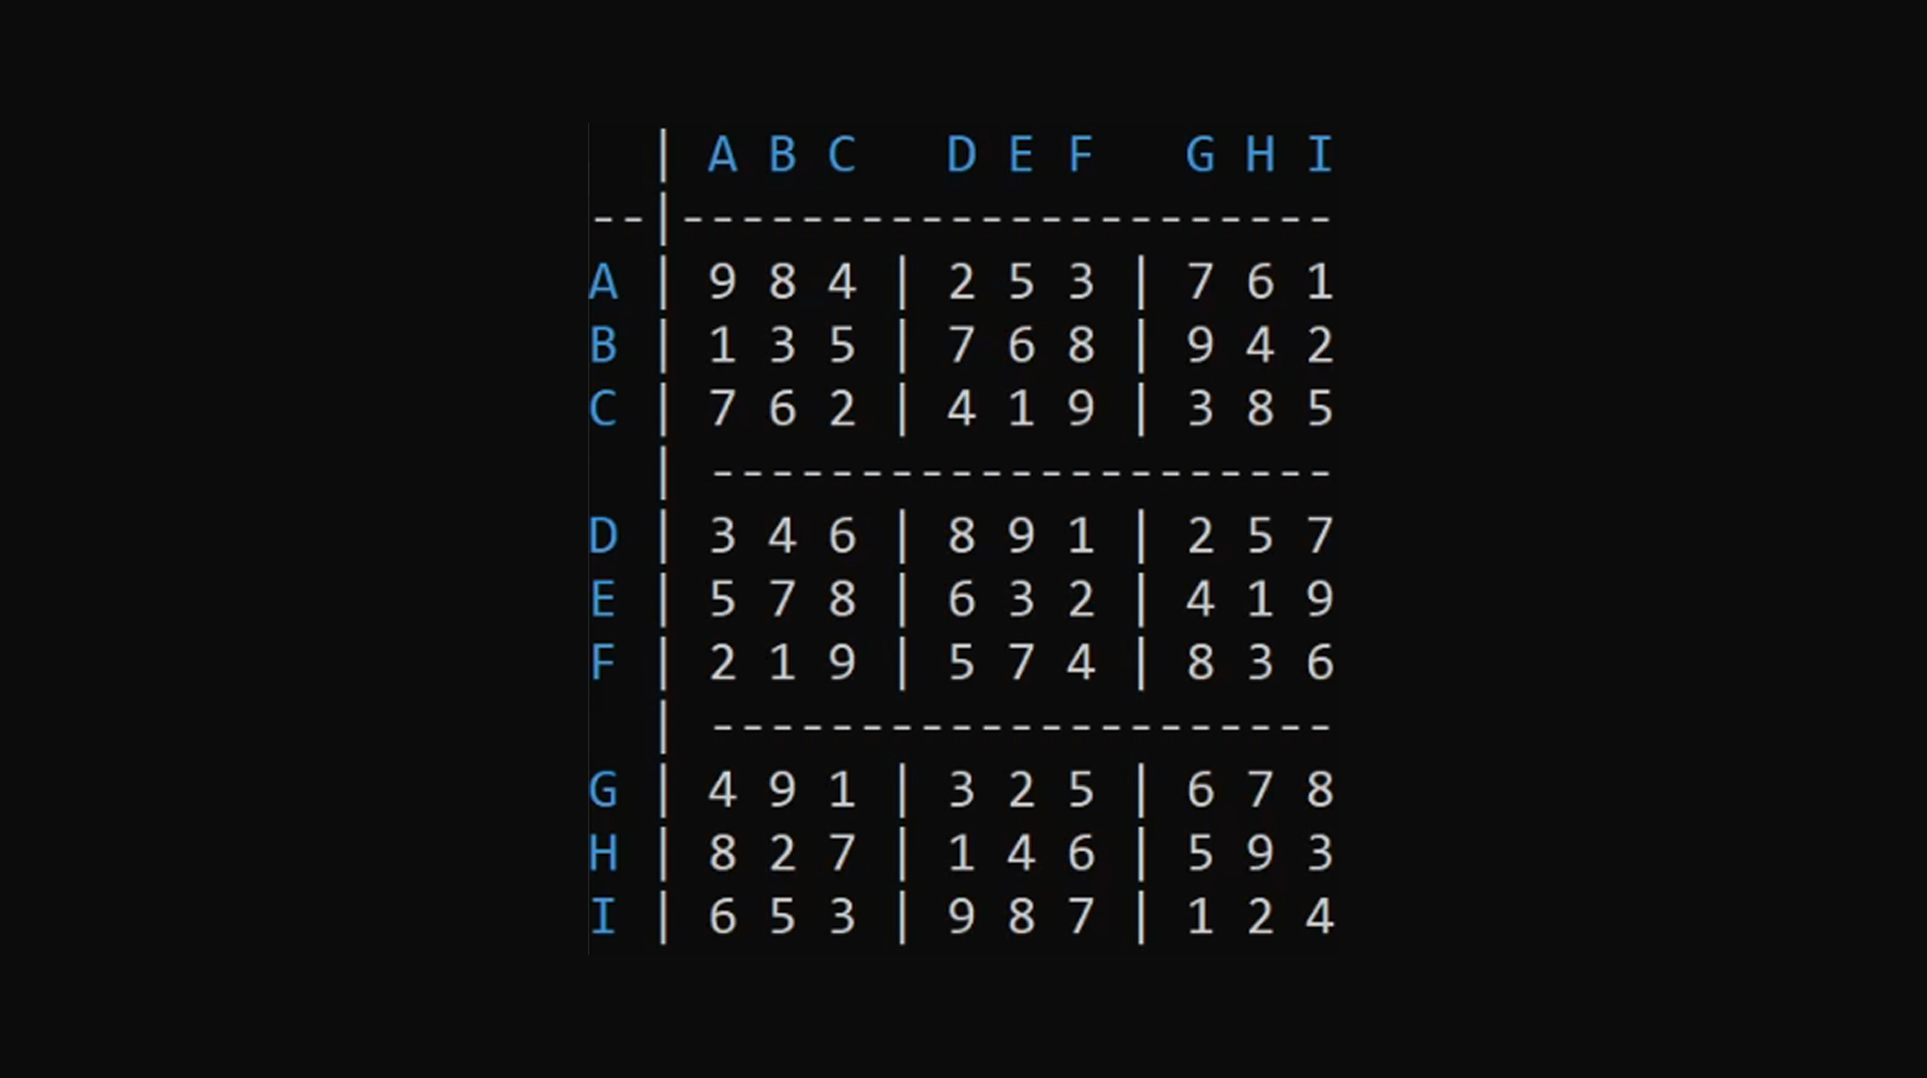 | A B C   D E F   G H I
--|----------------------
A | 9 8 4 | 2 5 3 | 7 6 1
B | 1 3 5 | 7 6 8 | 9 4 2
C | 7 6 2 | 4 1 9 | 3 8 5
| ---------------------
D | 3 4 6 | 8 9 1 | 2 5 7
E | 5 7 8 | 6 3 2 | 4 1 9
F | 2 1 9 | 5 7 4 | 8 3 6
| ---------------------
G | 4 9 1 | 3 2 5 | 6 7 8
H | 8 2 7 | 1 4 6 | 5 9 3
I | 6 5 3 | 9 8 7 | 1 2 4